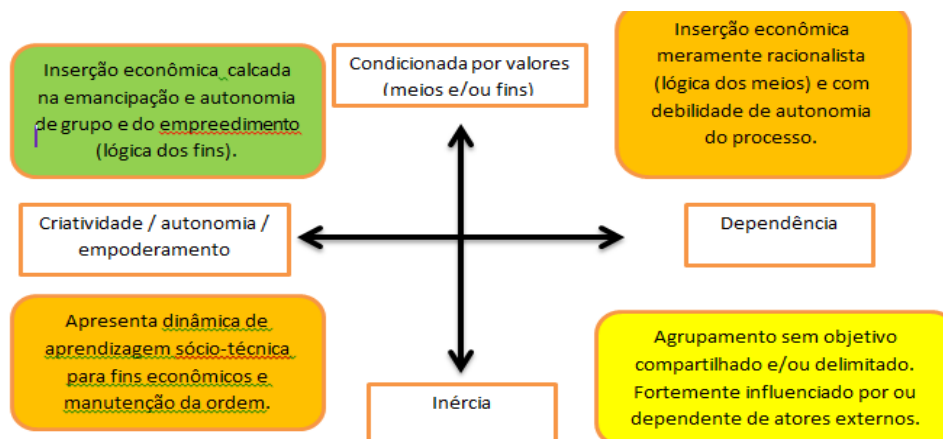 Inserção econômica calcada
na emancipação e autonomia
de grupo e do empreedimento
(lógica dos fins).
Condicionada por valores
(meios e/ou fins)
Inserção econômica
meramente racionalista
(lógica dos meios) e com
debilidade de autonomia
do processo.
Criatividade / autonomia /
empoderamento
Dependência
Apresenta dinâmica de
aprendizagem sócio-técnica
para fins econômicos e
manutenção da ordem.
Inércia
Agrupamento sem objetivo
compartilhado e/ou delimitado.
Fortemente influenciado por ou
dependente de atores externos.